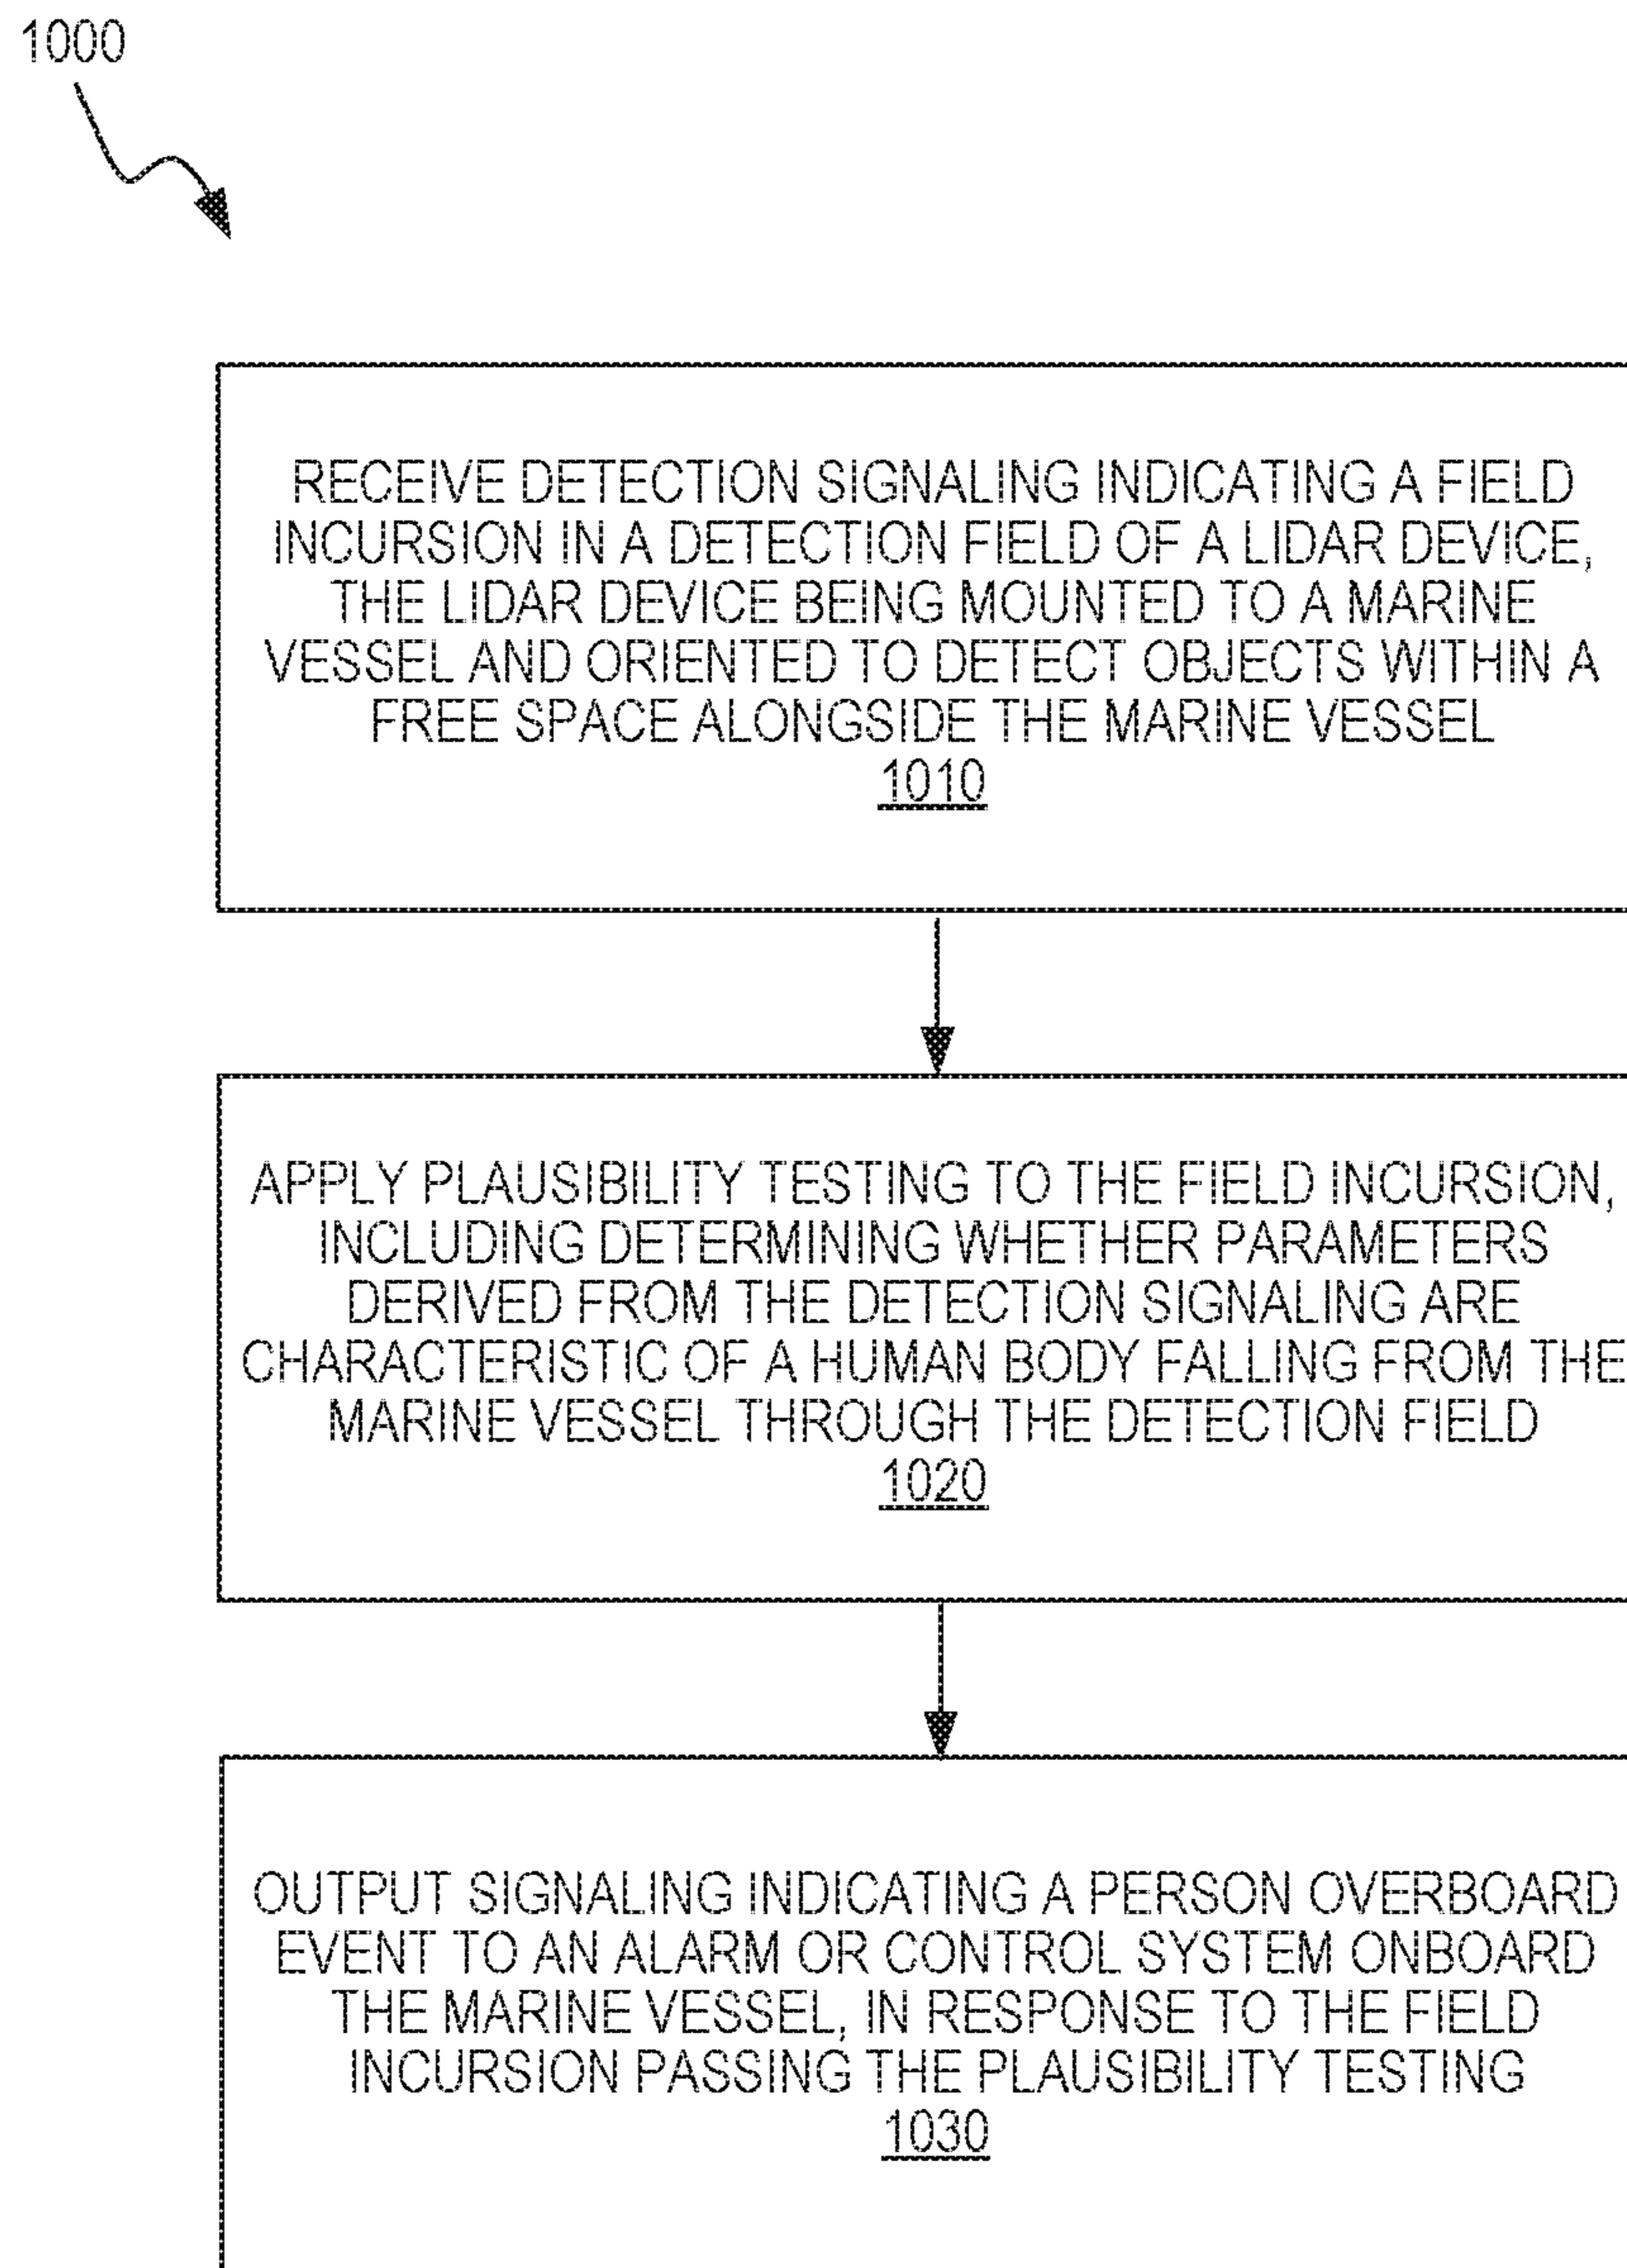 1000
RECEIVE DETECTION SIGNALING INDICATING A FIELD
INCURSION IN A DETECTION FIELD OF A LIDAR DEVICE,
THE LIDAR DEVICE BEING MOUNTED TO A MARINE
VESSEL AND ORIENTED TO DETECT OBJECTS WITHIN A
FREE SPACE ALONGSIDE THE MARINE VESSEL
1010
APPLY PLAUSIBILITY TESTING TO THE FIELD INCURSION,
INCLUDING DETERMINING WHETHER PARAMETERS
DERIVED FROM THE DETECTION SIGNALING ARE
CHARACTERISTIC OF A HUMAN BODY FALLING FROM THE
MARINE VESSEL THROUGH THE DETECTION FIELD
1020
OUTPUT SIGNALING INDICATING A PERSON OVERBOARD
EVENT TO AN ALARM OR CONTROL SYSTEM ONBOARD
THE MARINE VESSEL, IN RESPONSE TO THE FIELD
INCURSION PASSING THE PLAUSIBILITY TESTING
1030